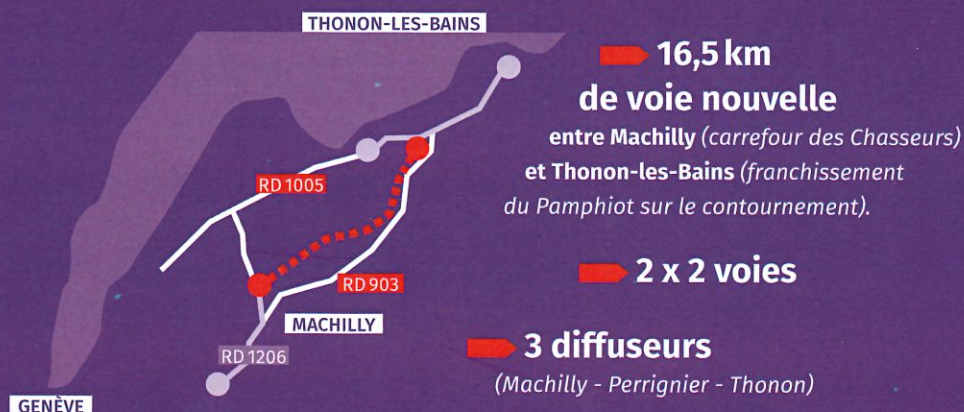 THONON-LES-BAINS
RD 1005
RD 903
MACHILLY
RD 1206
GENÈVE
16,5 km
de voie nouvelle
entre Machilly (carrefour des Chasseurs)
et Thonon-les-Bains (franchissement
du Pamphiot sur le contournement).
2 x 2 voies
3 diffuseurs
(Machilly - Perrignier - Thonon)